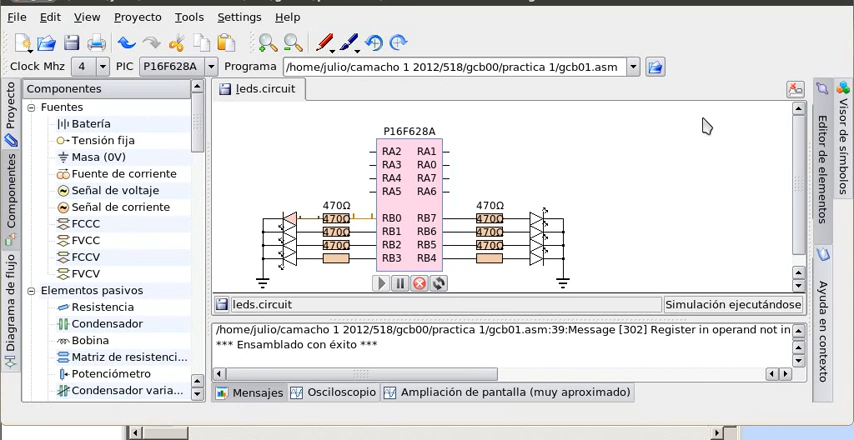 File Edit View Proyecto Tools Settings Help
Clock Mhz 4 PIC P16F628A Programa /home/julio/camacho 1 2012/518/gcb00/practica 1/gcb01.asm
Proyecto
Componentes
Diagrama de flujo
Componentes
Fuentes
Batería
Tensión fija
Masa (0V)
Fuente de corriente
Señal de voltaje
Señal de corriente
FCCC
FVCC
FCCV
FVCV
Elementos pasivos
Resistencia
Condensador
Bobina
Matriz de resistenci...
Potenciómetro
Condensador varia...
leds.circuit
P16F628A
RA2 RA1
RA3 RA0
RA4 RA7
RA5 RA6
470Ω 470Ω
470Ω RB0 RB7 470Ω
470Ω RB1 RB6 470Ω
470Ω RB2 RB5 470Ω
RB3 RB4
leds.circuit Simulación ejecutándose
/home/julio/camacho 1 2012/518/gcb00/practica 1/gcb01.asm:39:Message [302] Register in operand not in
*** Ensamblado con éxito ***
Mensajes Osciloscopio Ampliación de pantalla (muy aproximado)
Editor de elementos
Ayuda en contexto
Visor de símbolos